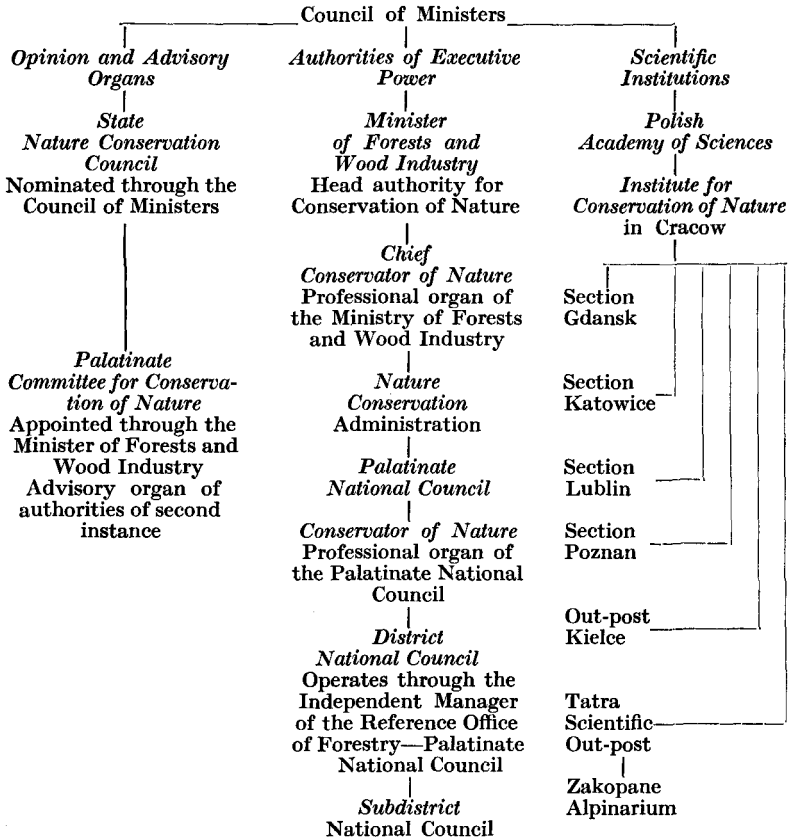 Council of Ministers
Opinion and Advisory
Organs
State
Nature Conservation
Council
Nominated through the
Council of Ministers
Palatinate
Committee for Conserva-
tion of Nature
Appointed through the
Minister of Forests and
Wood Industry
Advisory organ of
authorities of second
instance
Authorities of Executive
Power
Minister
of Forests and
Wood Industry
Head authority for
Conservation of Nature
Chief
Conservator of Nature
Professional organ of
the Ministry of Forests
and Wood Industry
Nature
Conservation
Administration
Palatinate
National Council
Conservator of Nature
Professional organ of
the Palatinate National
Council
District
National Council
Operates through the
Independent Manager
of the Reference Office
of Forestry—Palatinate
National Council
Subdistrict
National Council
Scientific
Institutions
Polish
Academy of Sciences
Institute for
Conservation of Nature
in Cracow
Section
Gdansk
Section
Katowice
Section
Lublin
Section
Poznan
Out-post
Kielce
Tatra
Scientific
Out-post
Zakopane
Alpinarium